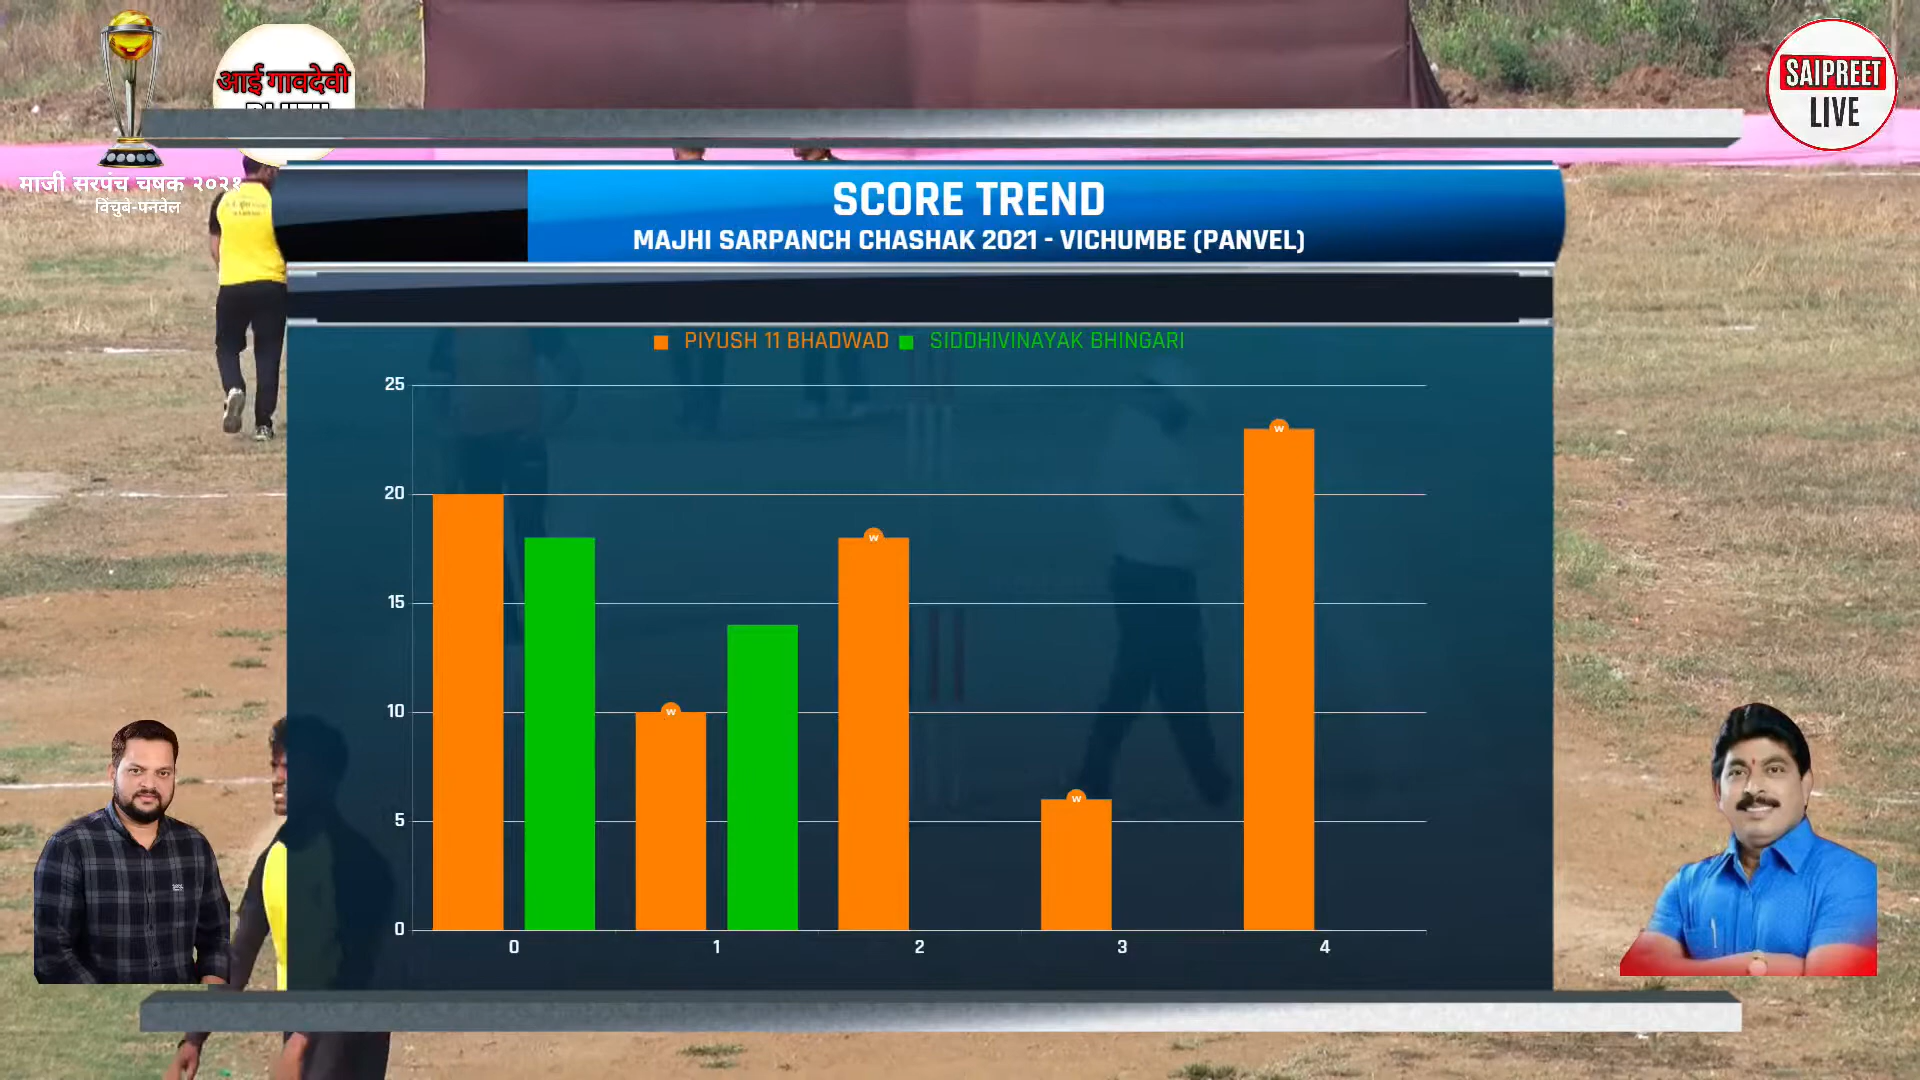 आई गावदेवी
SAIPREET
LIVE
माजी सरपंच चषक २०२१
विचुंबे-पनवेल
SCORE TREND
MAJHI SARPANCH CHASHAK 2021 - VICHUMBE (PANVEL)
PIYUSH 11 BHADWAD SIDDHIVINAYAK BHINGARI
25
20
15
10
5
0
W
W
W
W
0 1 2 3 4